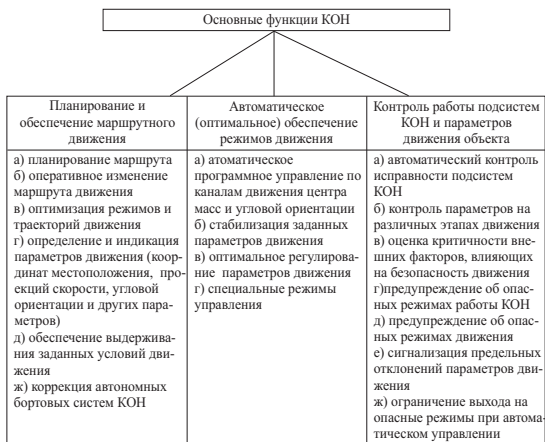 Основные функции КОН
Планирование и
обеспечение маршрутного
движения
а) планирование маршрута
б) оперативное изменение
маршрута движения
в) оптимизация режимов и
траекторий движения
г) определение и индикация
параметров движения (коор-
динат местоположения, про-
екций скорости, угловой
ориентации и других пара-
метров)
д) обеспечение выдержива-
ния заданных условий дви-
жения
ж) коррекция автономных
бортовых систем КОН
Автоматическое
(оптимальное) обеспечение
режимов движения
а) атоматическое
программное управление по
каналам движения центра
масс и угловой ориентации
б) стабилизация заданных
параметров движения
в) оптимальное регулирова-
ние параметров движения
г) специальные режимы
управления
Контроль работы подсистем
КОН и параметров
движения объекта
а) автоматический контроль
исправности подсистем
КОН
б) контроль параметров на
различных этапах движения
в) оценка критичности вне-
шних факторов, влияющих
на безопасность движения
г)предупреждение об опас-
ных режимах работы КОН
д) предупреждение об опас-
ных режимах движения
е) сигнализация предельных
отклонений параметров дви-
жения
ж) ограничение выхода на
опасные режимы при автома-
тическом управлении